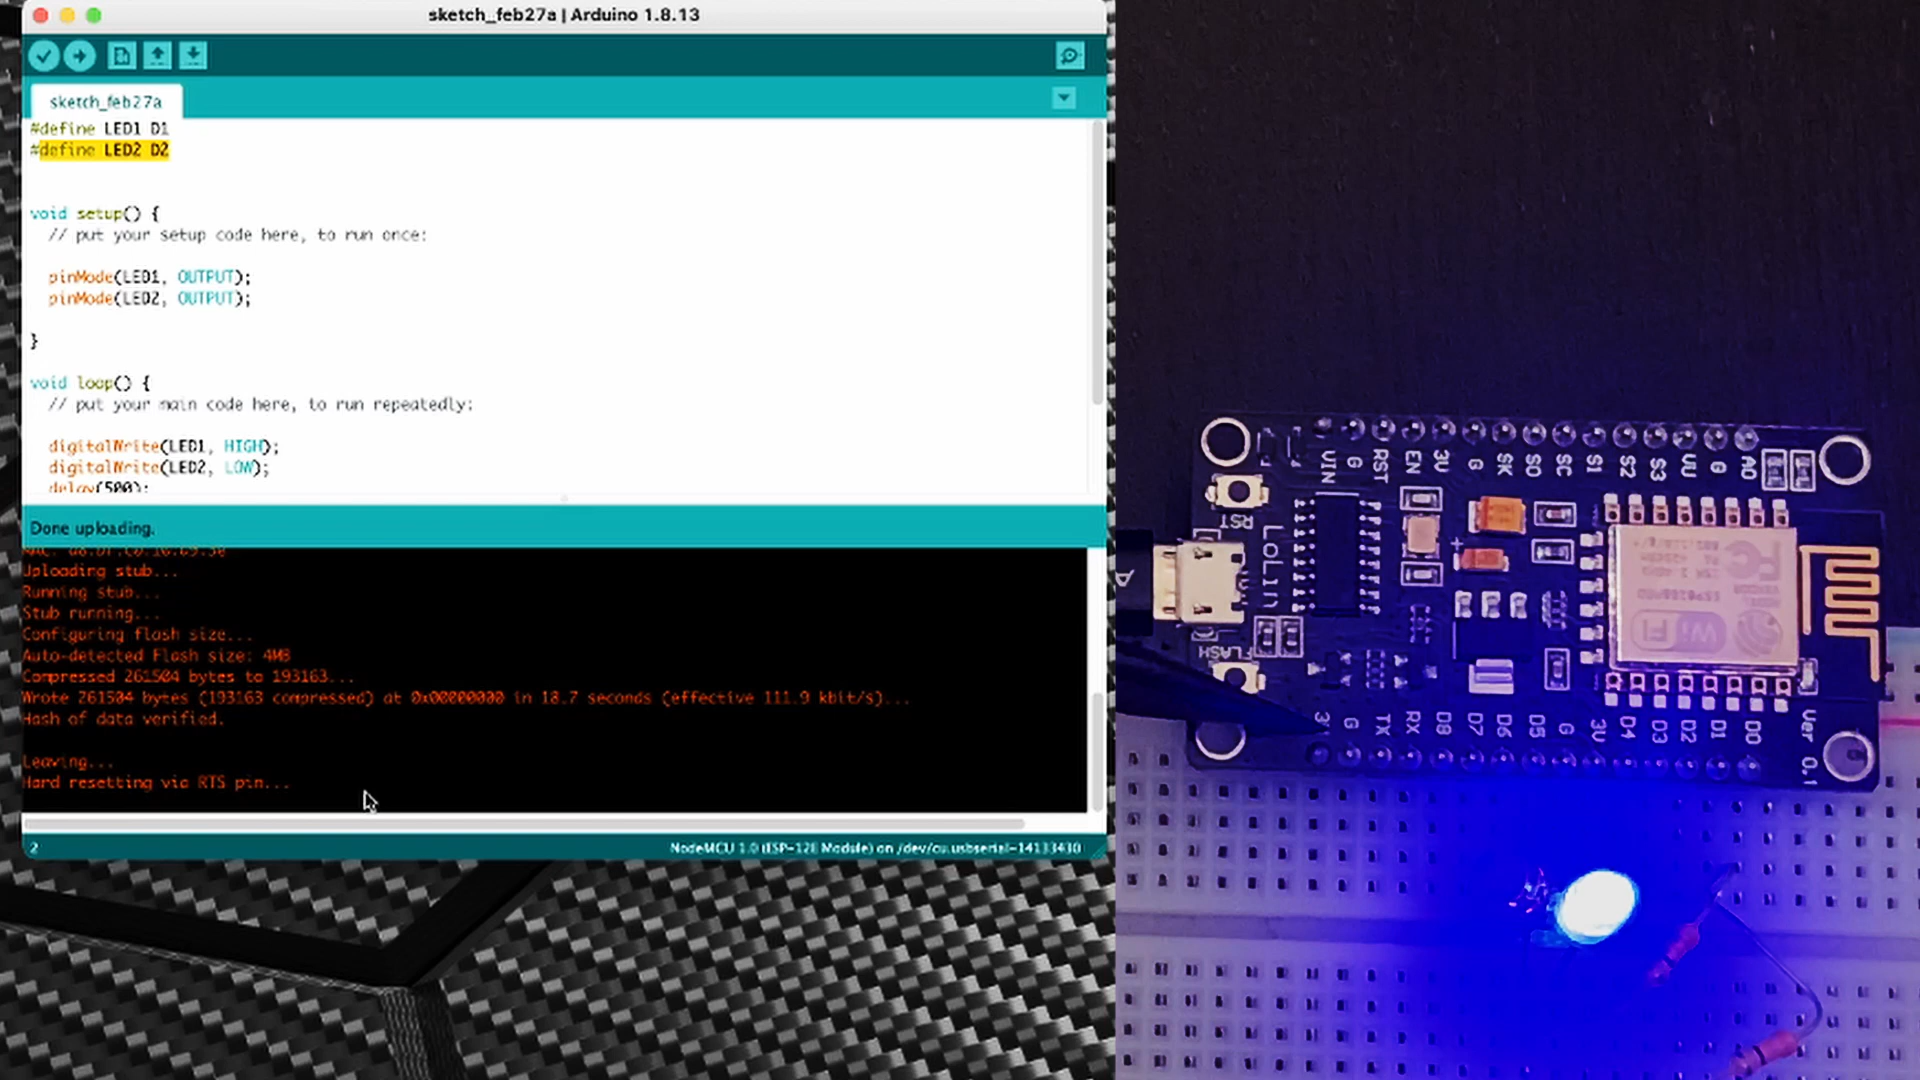 sketch_feb27a | Arduino 1.8.13
sketch_feb27a
#define LED1 D1
#define LED2 D2
void setup() {
// put your setup code here, to run once:
pinMode(LED1, OUTPUT);
pinMode(LED2, OUTPUT);
}
void loop() {
// put your main code here, to run repeatedly:
digitalWrite(LED1, HIGH);
digitalWrite(LED2, LOW);
delay(500);
Done uploading.
Uploading stub...
Running stub...
Stub running...
Configuring flash size...
Auto-detected Flash size: 4MB
Compressed 261504 bytes to 193163...
Wrote 261504 bytes (193163 compressed) at 0x00000000 in 18.7 seconds (effective 111.9 kbit/s)...
Hash of data verified.
Leaving...
Hard resetting via RTS pin...
2
NodeMCU 1.0 (ESP-12E Module) on /dev/cu.usbserial-14133430
VIN G RST EN 3V G SK SO SC S1 S2 S3 VU G A0
RST
LoLin
FLASH
WiFi
G TX RX D8 D7 D6 D5 G 3V D4 D3 D2 D1 D0
Ver 0.1